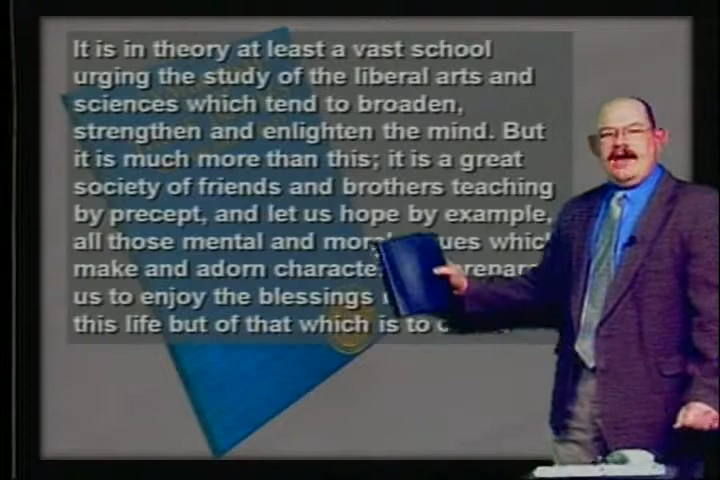 It is in theory at least a vast school
urging the study of the liberal arts and
sciences which tend to broaden,
strengthen and enlighten the mind. But
it is much more than this; it is a great
society of friends and brothers teaching
by precept, and let us hope by example,
all those mental and which
make and adorn
us to enjoy the blessings
this life but of that which is to